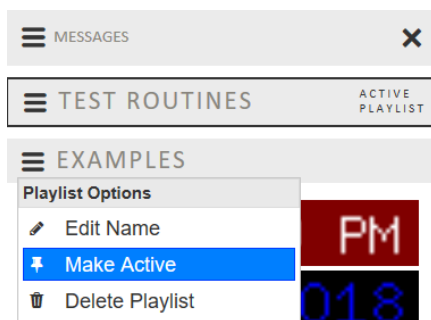 MESSAGES
TEST ROUTINES
ACTIVE
PLAYLIST
EXAMPLES
Playlist Options
Edit Name
Make Active
Delete Playlist
PM
018